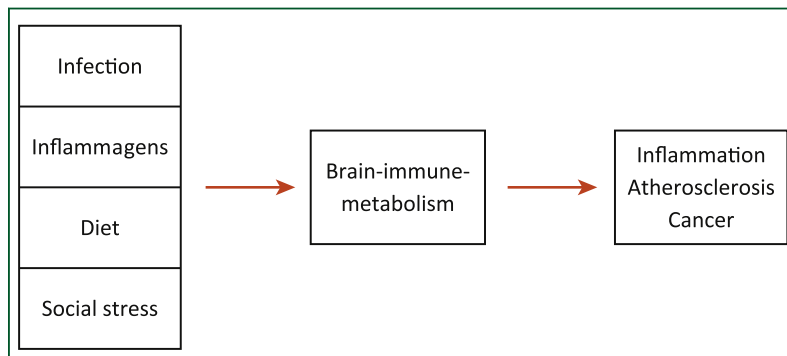 Infection
Inflammagens
Diet
Social stress
Brain-immune-
metabolism
Inflammation
Atherosclerosis
Cancer